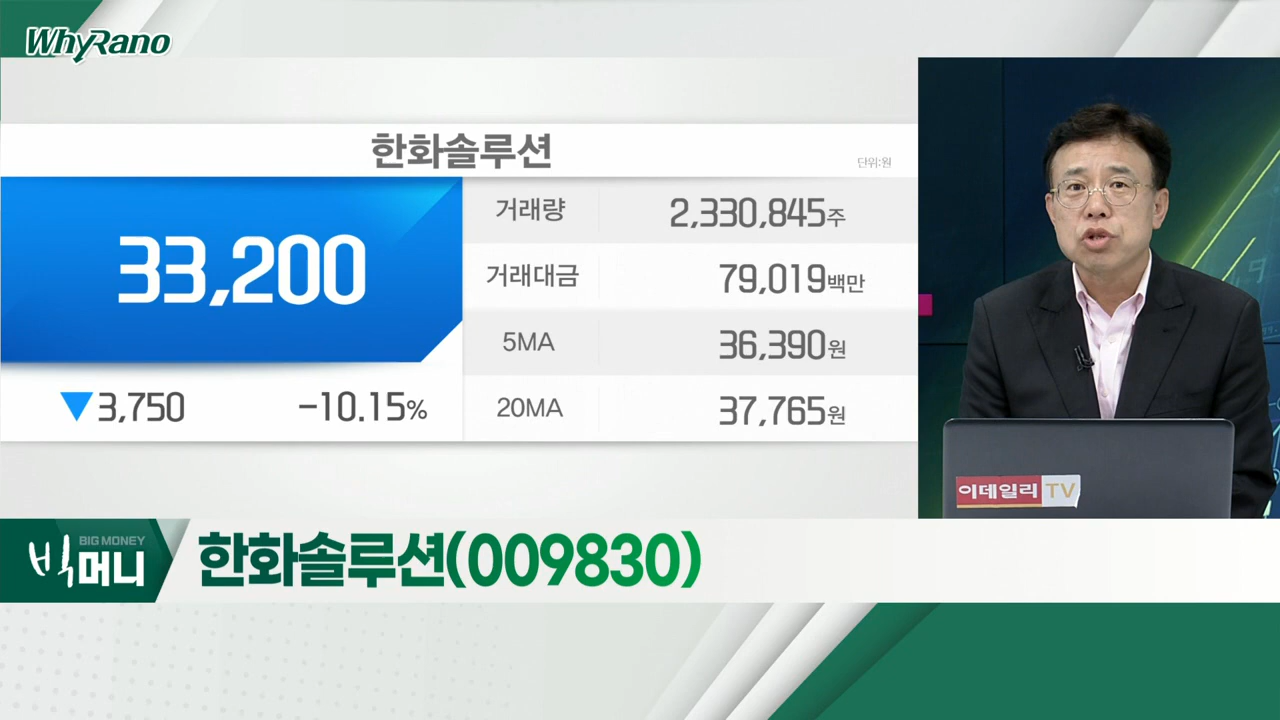 WhyRano
한화솔루션
단위:원
33,200
▼3,750 -10.15%
거래량 2,330,845주
거래대금 79,019백만
5MA 36,390원
20MA 37,765원
이데일리 TV
BIG MONEY
빅머니
한화솔루션(009830)